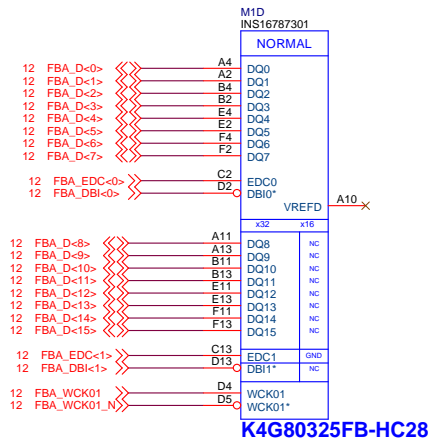 M1D
INS16787301
NORMAL
12 FBA_D<0> A4 DQ0
12 FBA_D<1> A2 DQ1
12 FBA_D<2> B4 DQ2
12 FBA_D<3> B2 DQ3
12 FBA_D<4> E4 DQ4
12 FBA_D<5> E2 DQ5
12 FBA_D<6> F4 DQ6
12 FBA_D<7> F2 DQ7
12 FBA_EDC<0> C2 EDC0
12 FBA_DBI<0> D2 DBI0*
VREFD A10
x32 x16
12 FBA_D<8> A11 DQ8 NC
12 FBA_D<9> A13 DQ9 NC
12 FBA_D<10> B11 DQ10 NC
12 FBA_D<11> B13 DQ11 NC
12 FBA_D<12> E11 DQ12 NC
12 FBA_D<13> E13 DQ13 NC
12 FBA_D<14> F11 DQ14 NC
12 FBA_D<15> F13 DQ15 NC
12 FBA_EDC<1> C13 EDC1 GND
12 FBA_DBI<1> D13 DBI1* NC
12 FBA_WCK01 D4 WCK01
12 FBA_WCK01_N D5 WCK01*
K4G80325FB-HC28